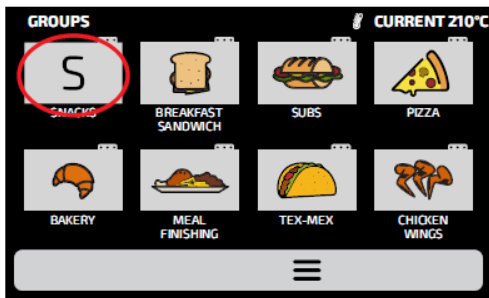 GROUPS CURRENT 210°C
S
SNACKS
BREAKFAST
SANDWICH
SUBS
PIZZA
BAKERY
MEAL
FINISHING
TEX-MEX
CHICKEN
WINGS